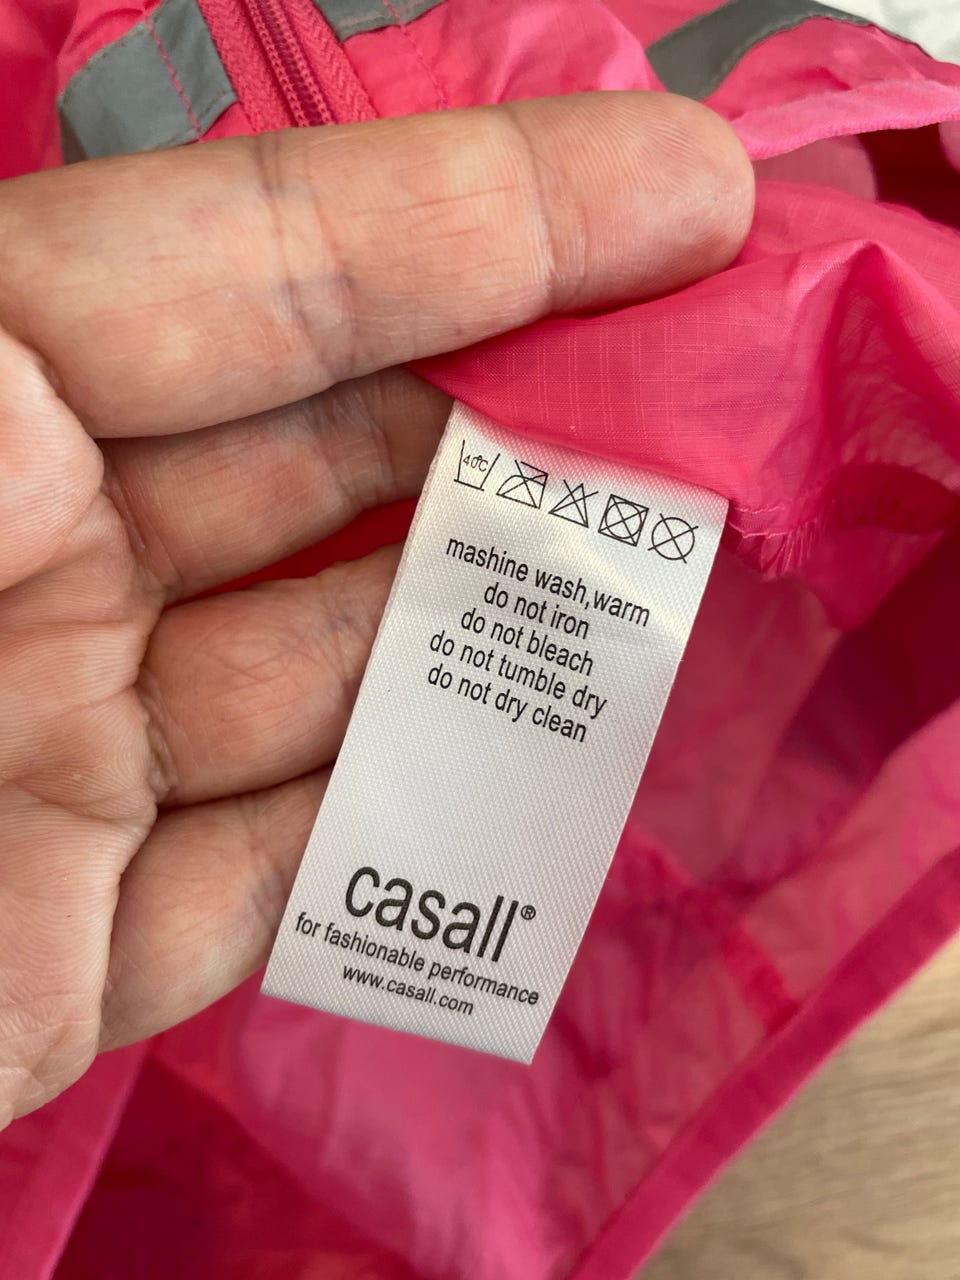 40°C
mashine wash,warm
do not iron
do not bleach
do not tumble dry
do not dry clean
casall®
for fashionable performance
www.casall.com